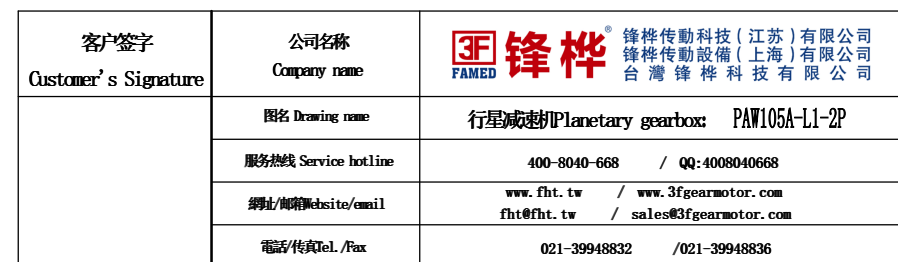 客户签字
Customer's Signature
公司名称
Company name
3F
FAMED
锋桦®
锋桦传動科技(江苏)有限公司
锋桦传動設備(上海)有限公司
台灣锋桦科技有限公司
图名 Drawing name
行星减速机Planetary gearbox: PAW105A-L1-2P
服务热线 Service hotline
400-8040-668 / QQ:4008040668
網址/邮箱Website/email
www.fht.tw / www.3fgearmotor.com
fht@fht.tw / sales@3fgearmotor.com
電話/传真Tel./Fax
021-39948832 /021-39948836